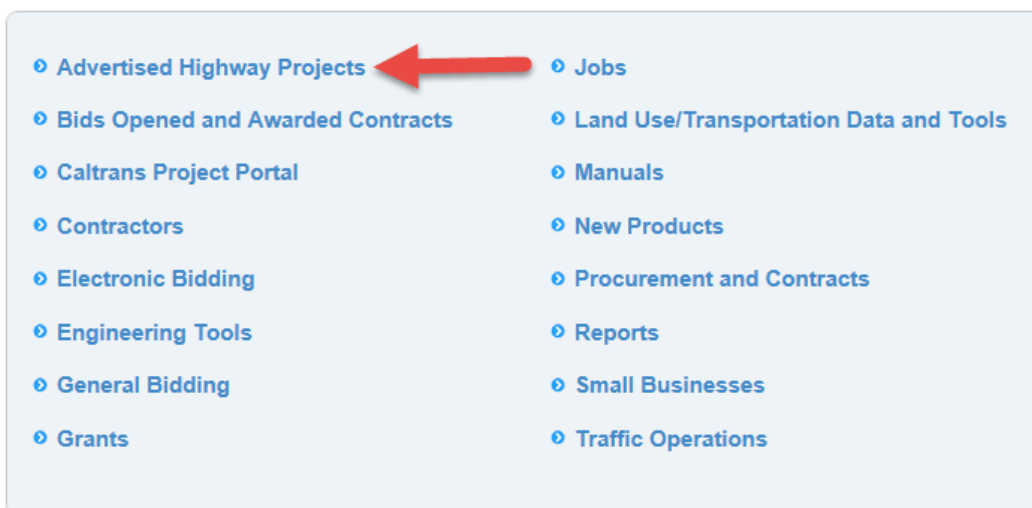 Advertised Highway Projects
Bids Opened and Awarded Contracts
Caltrans Project Portal
Contractors
Electronic Bidding
Engineering Tools
General Bidding
Grants
Jobs
Land Use/Transportation Data and Tools
Manuals
New Products
Procurement and Contracts
Reports
Small Businesses
Traffic Operations